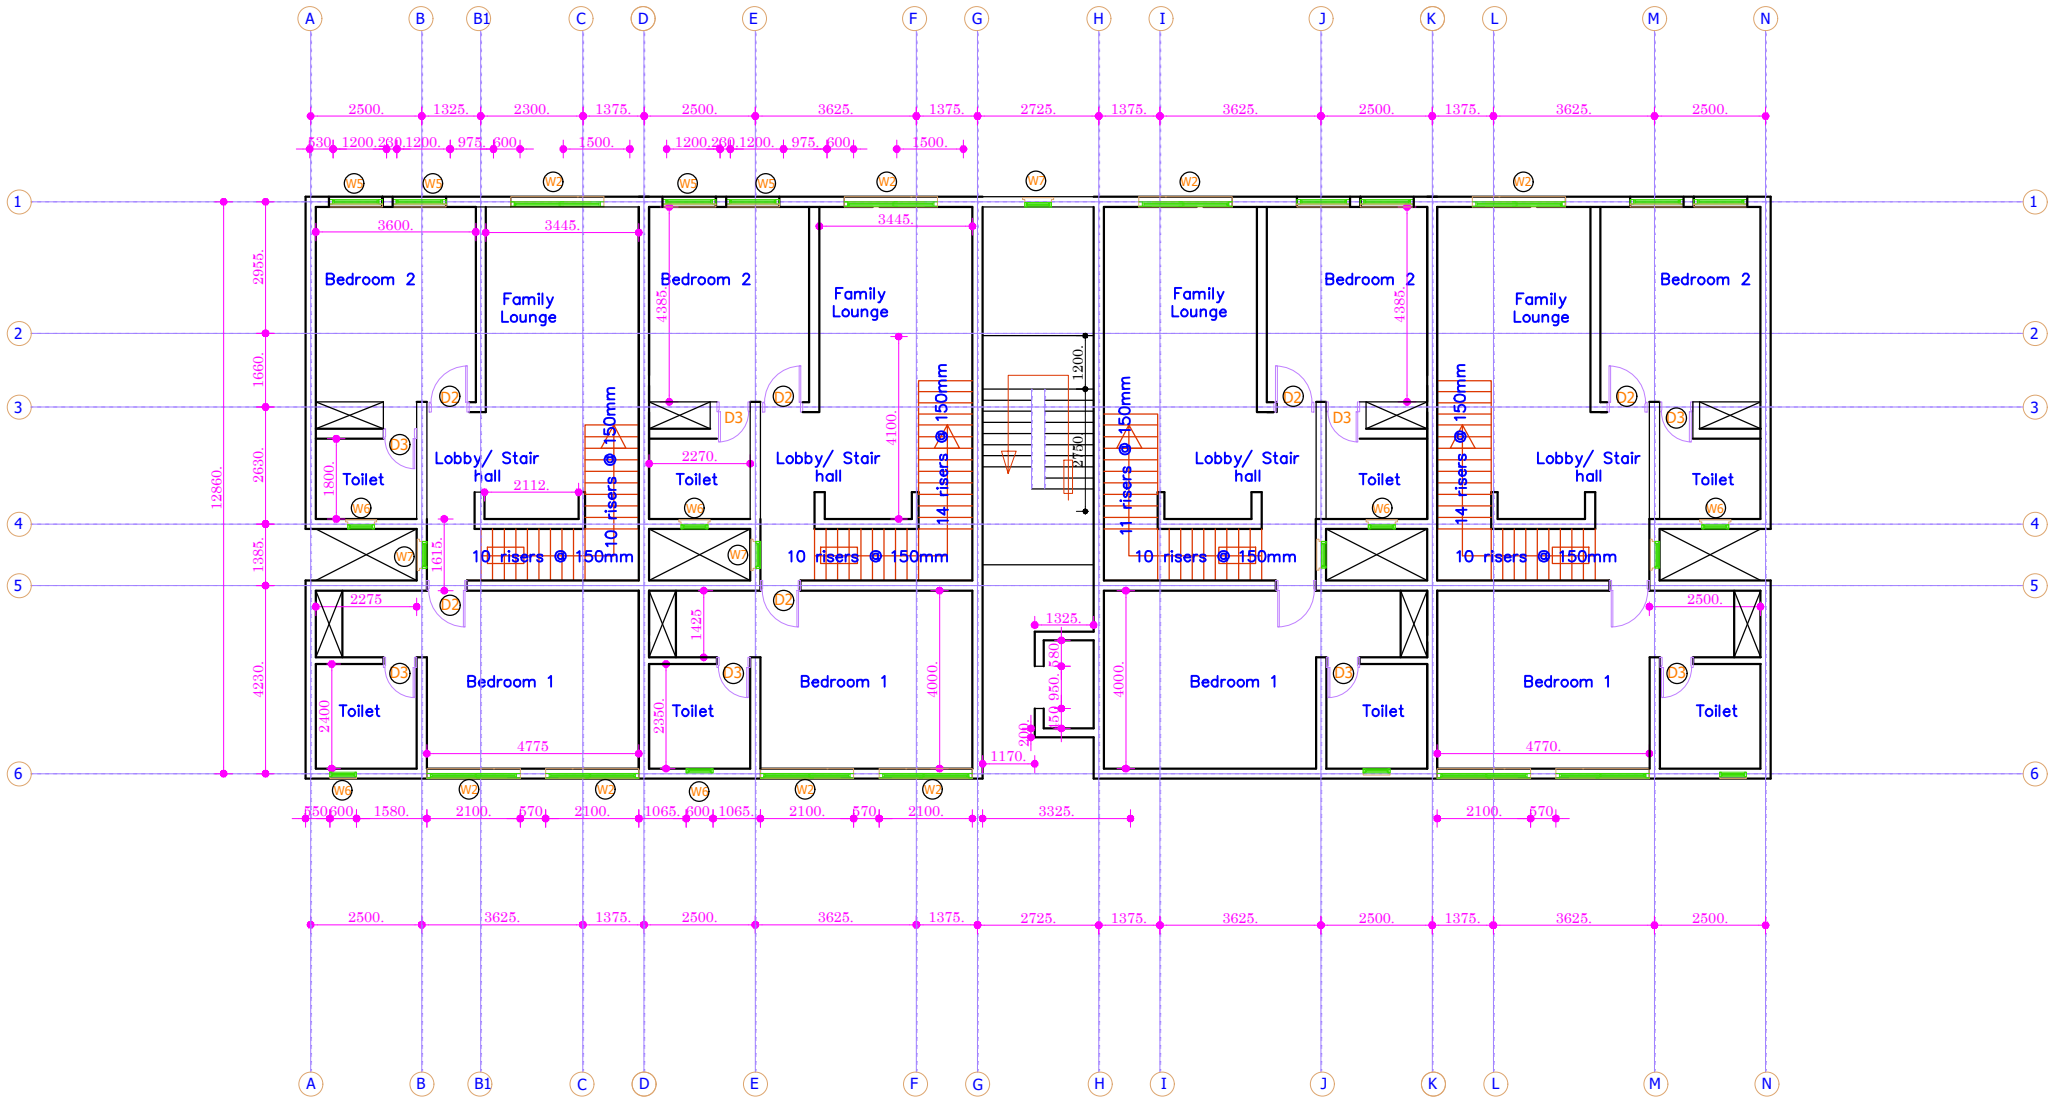 A B B1 C D E F G H I J K L M N
2500. 1325. 2300. 1375. 2500. 3625. 1375. 2725. 1375. 3625. 2500. 1375. 3625. 2500.
530. 1200. 230. 1200. 975. 600. 1500. 1200. 230. 1200. 975. 600. 1500.
W5 W5 W2 W5 W5 W2 W7 W2 W2
1 1
3600. 3445. 3445.
2955. 4385. 4385.
Bedroom 2 Bedroom 2 Bedroom 2 Bedroom 2
Family Family Family Family
Lounge Lounge Lounge Lounge
2 2
1660. 1200.
D2 D2 D2 D2
3 3
D3 D3 D3 D3
4100. 2750
10 risers @ 150mm
14 risers @ 150mm
11 risers @ 150mm
14 risers @ 150mm
Lobby/ Stair Lobby/ Stair Lobby/ Stair Lobby/ Stair
hall hall hall hall
2630. 1800. 2270.
Toilet Toilet Toilet Toilet
2112.
12860.
W6 W6 W6 W6
4 4
1385. 1615.
W7 W7
10 risers @ 150mm 10 risers @ 150mm 10 risers @ 150mm 10 risers @ 150mm
5 5
2275 D2 D2 2500.
1425 1325.
580.
D3 D3 D3 D3
4230. 4000. 4000.
Bedroom 1 Bedroom 1 Bedroom 1 Bedroom 1
950.
Toilet Toilet Toilet Toilet
2400 2350. 450.
200.
4775 1170. 4770.
6 6
W6 W2 W2 W6 W2 W2
550. 600. 1580. 2100. 570. 2100. 1065. 600. 1065. 2100. 570. 2100. 3325. 2100. 570.
2500. 3625. 1375. 2500. 3625. 1375. 2725. 1375. 3625. 2500. 1375. 3625. 2500.
A B B1 C D E F G H I J K L M N